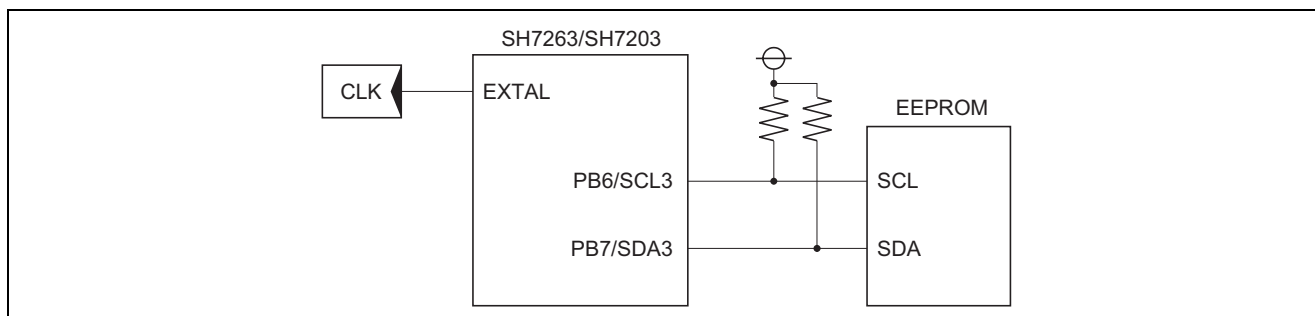 SH7263/SH7203
CLK
EXTAL
EEPROM
PB6/SCL3
SCL
PB7/SDA3
SDA